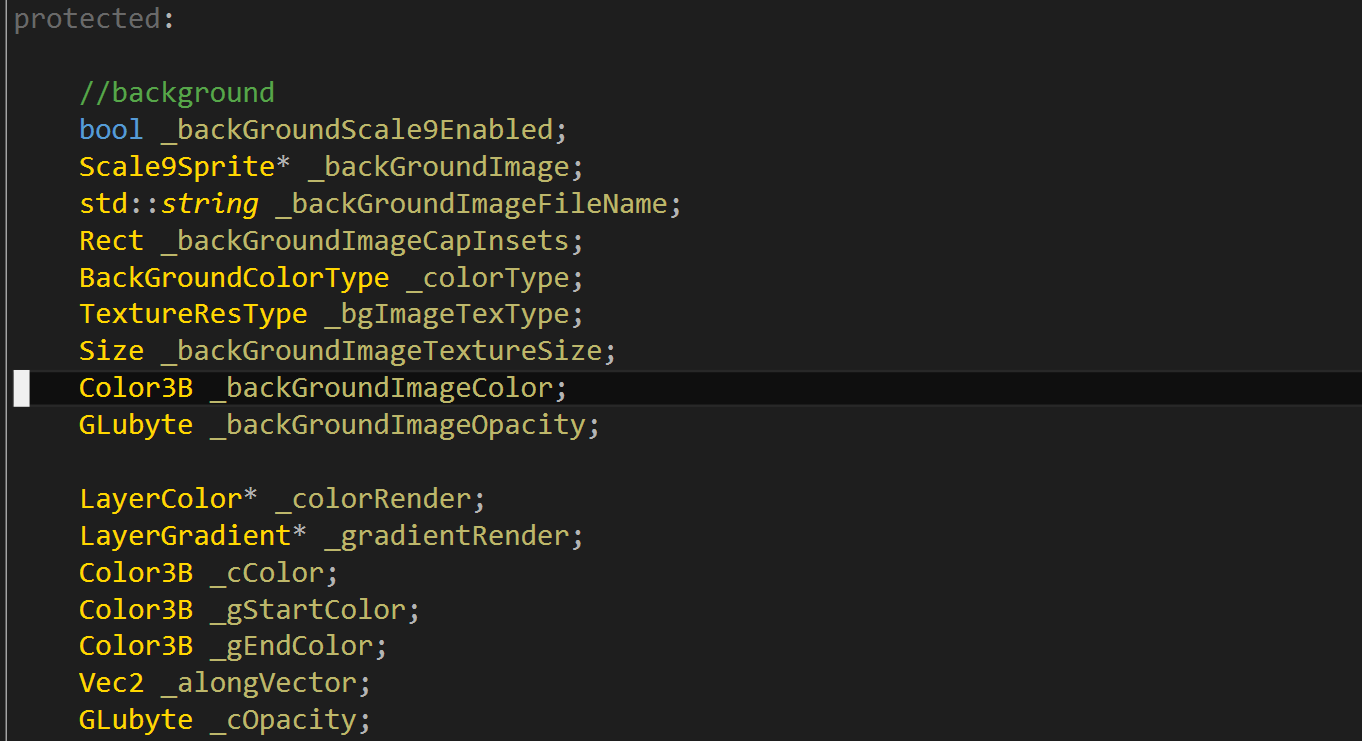 protected:
//background
bool _backGroundScale9Enabled;
Scale9Sprite* _backGroundImage;
std::string _backGroundImageFileName;
Rect _backGroundImageCapInsets;
BackGroundColorType _colorType;
TextureResType _bgImageTexType;
Size _backGroundImageTextureSize;
Color3B _backGroundImageColor;
GLubyte _backGroundImageOpacity;
LayerColor* _colorRender;
LayerGradient* _gradientRender;
Color3B _cColor;
Color3B _gStartColor;
Color3B _gEndColor;
Vec2 _alongVector;
GLubyte _cOpacity;